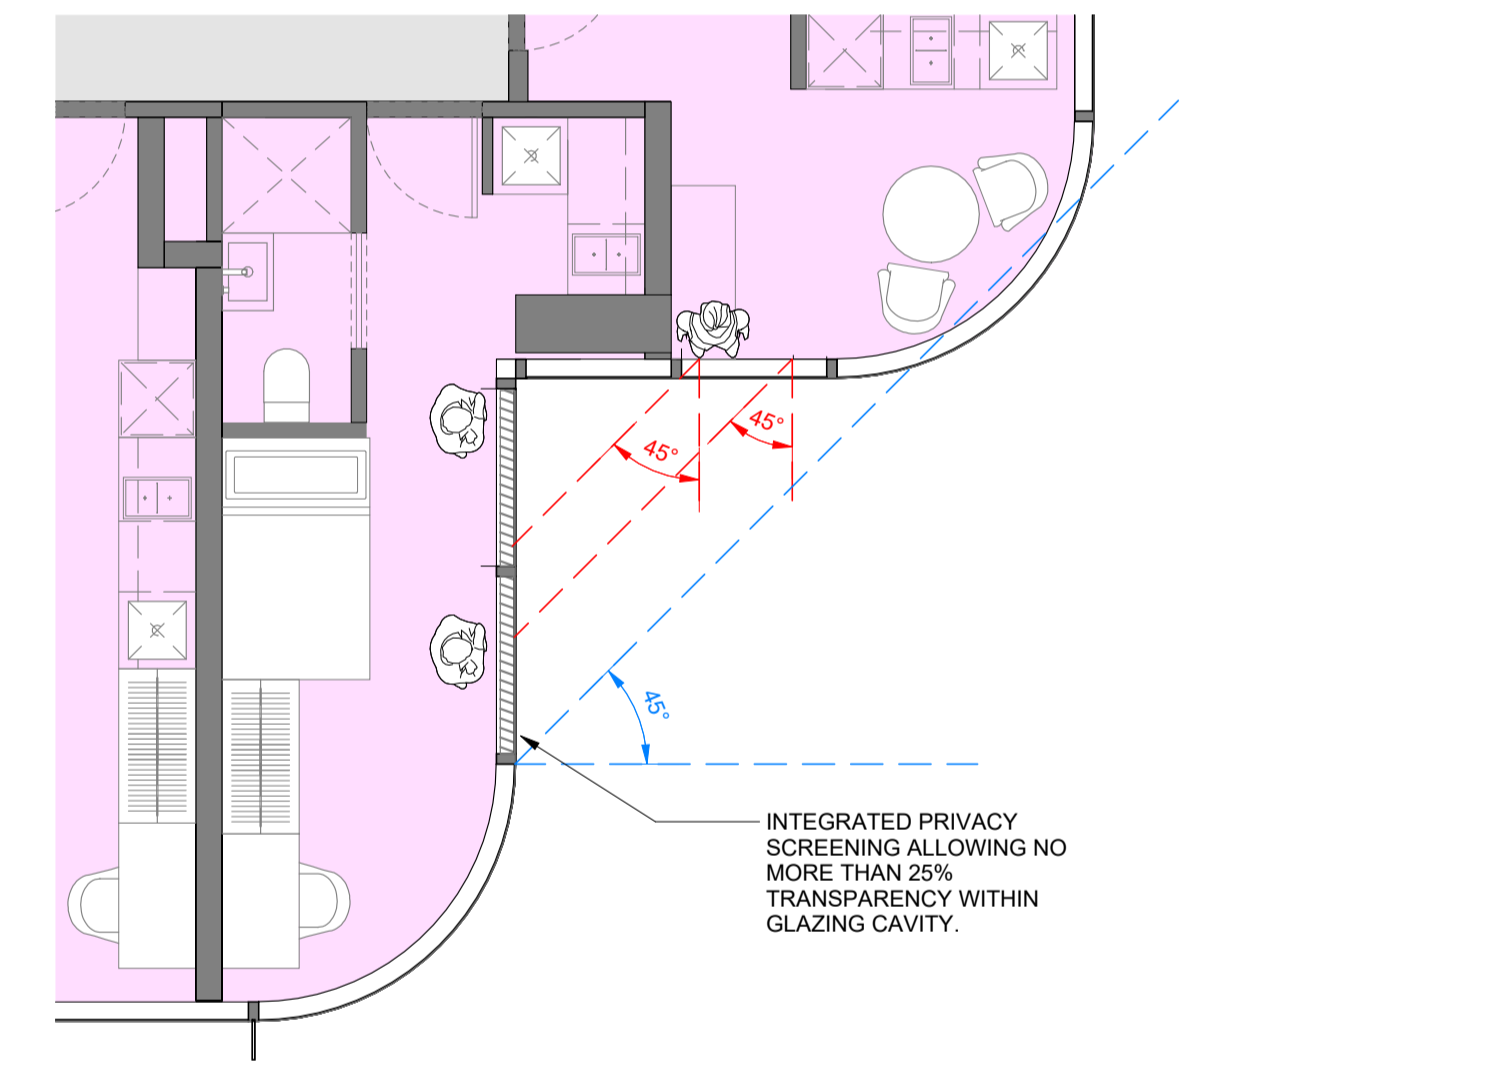 45°
45°
45°
INTEGRATED PRIVACY
SCREENING ALLOWING NO
MORE THAN 25%
TRANSPARENCY WITHIN
GLAZING CAVITY.